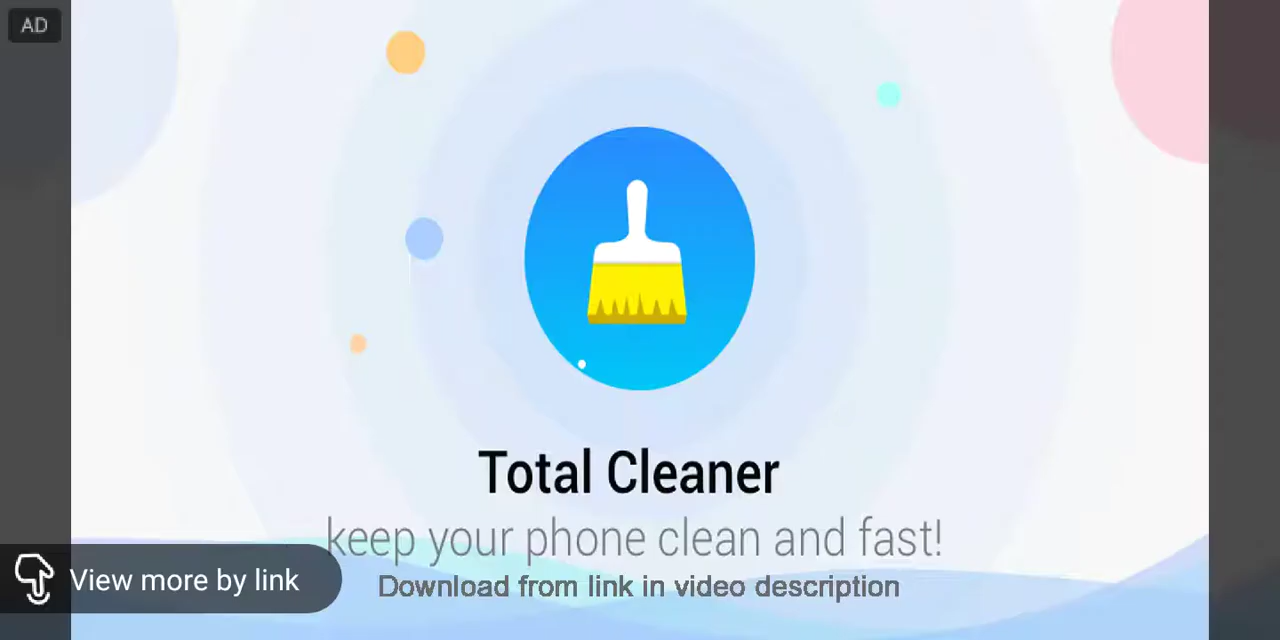 AD
Total Cleaner
keep your phone clean and fast!
Download from link in video description
View more by link